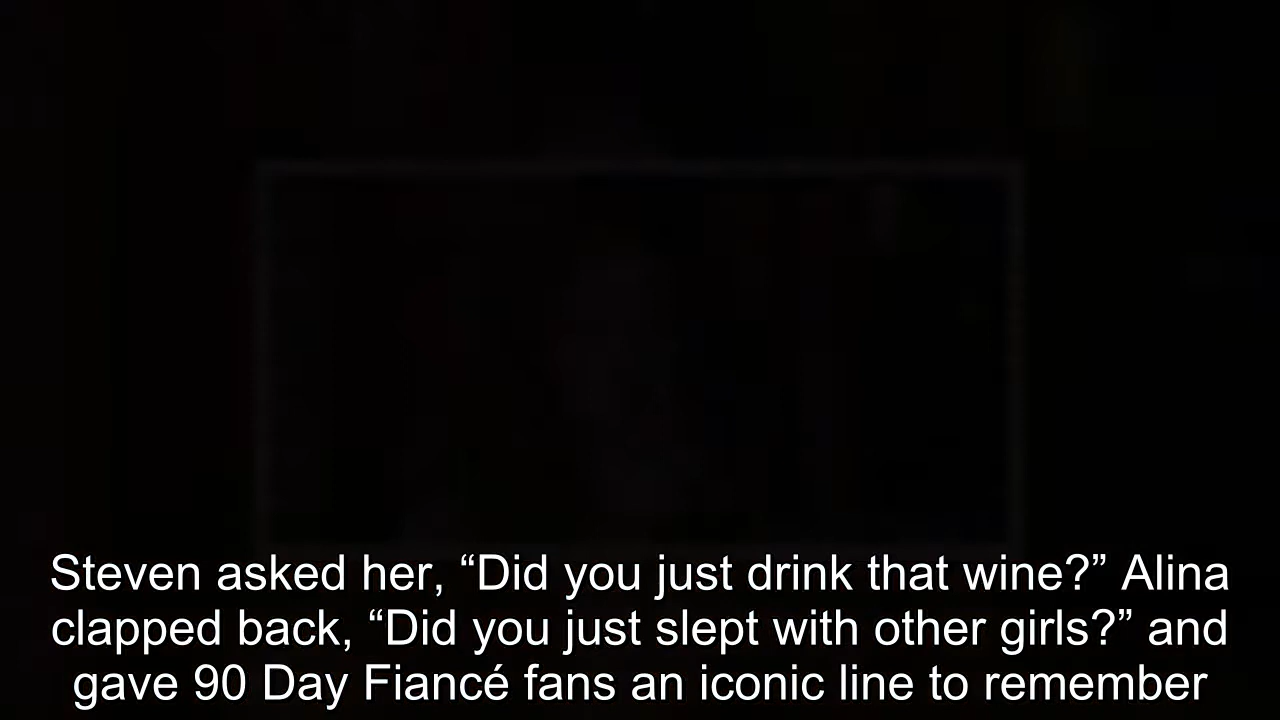 Steven asked her, “Did you just drink that wine?” Alina
clapped back, “Did you just slept with other girls?” and
gave 90 Day Fiancé fans an iconic line to remember